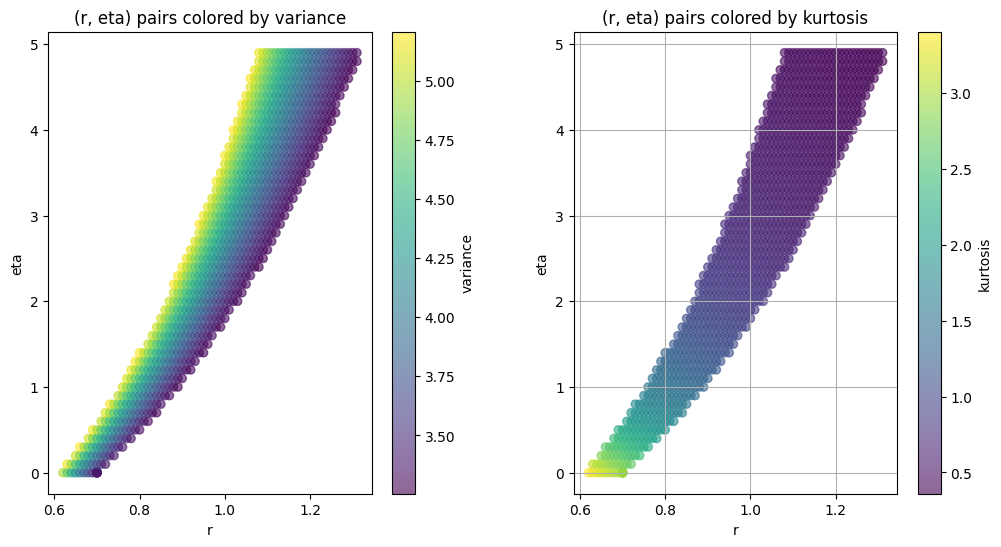 (r, eta) pairs colored by variance
5
4
3
2
1
0
eta
0.6 0.8 1.0 1.2
r
5.00
4.75
4.50
4.25
4.00
3.75
3.50
variance
(r, eta) pairs colored by kurtosis
5
4
3
2
1
0
eta
0.6 0.8 1.0 1.2
r
3.0
2.5
2.0
1.5
1.0
0.5
kurtosis